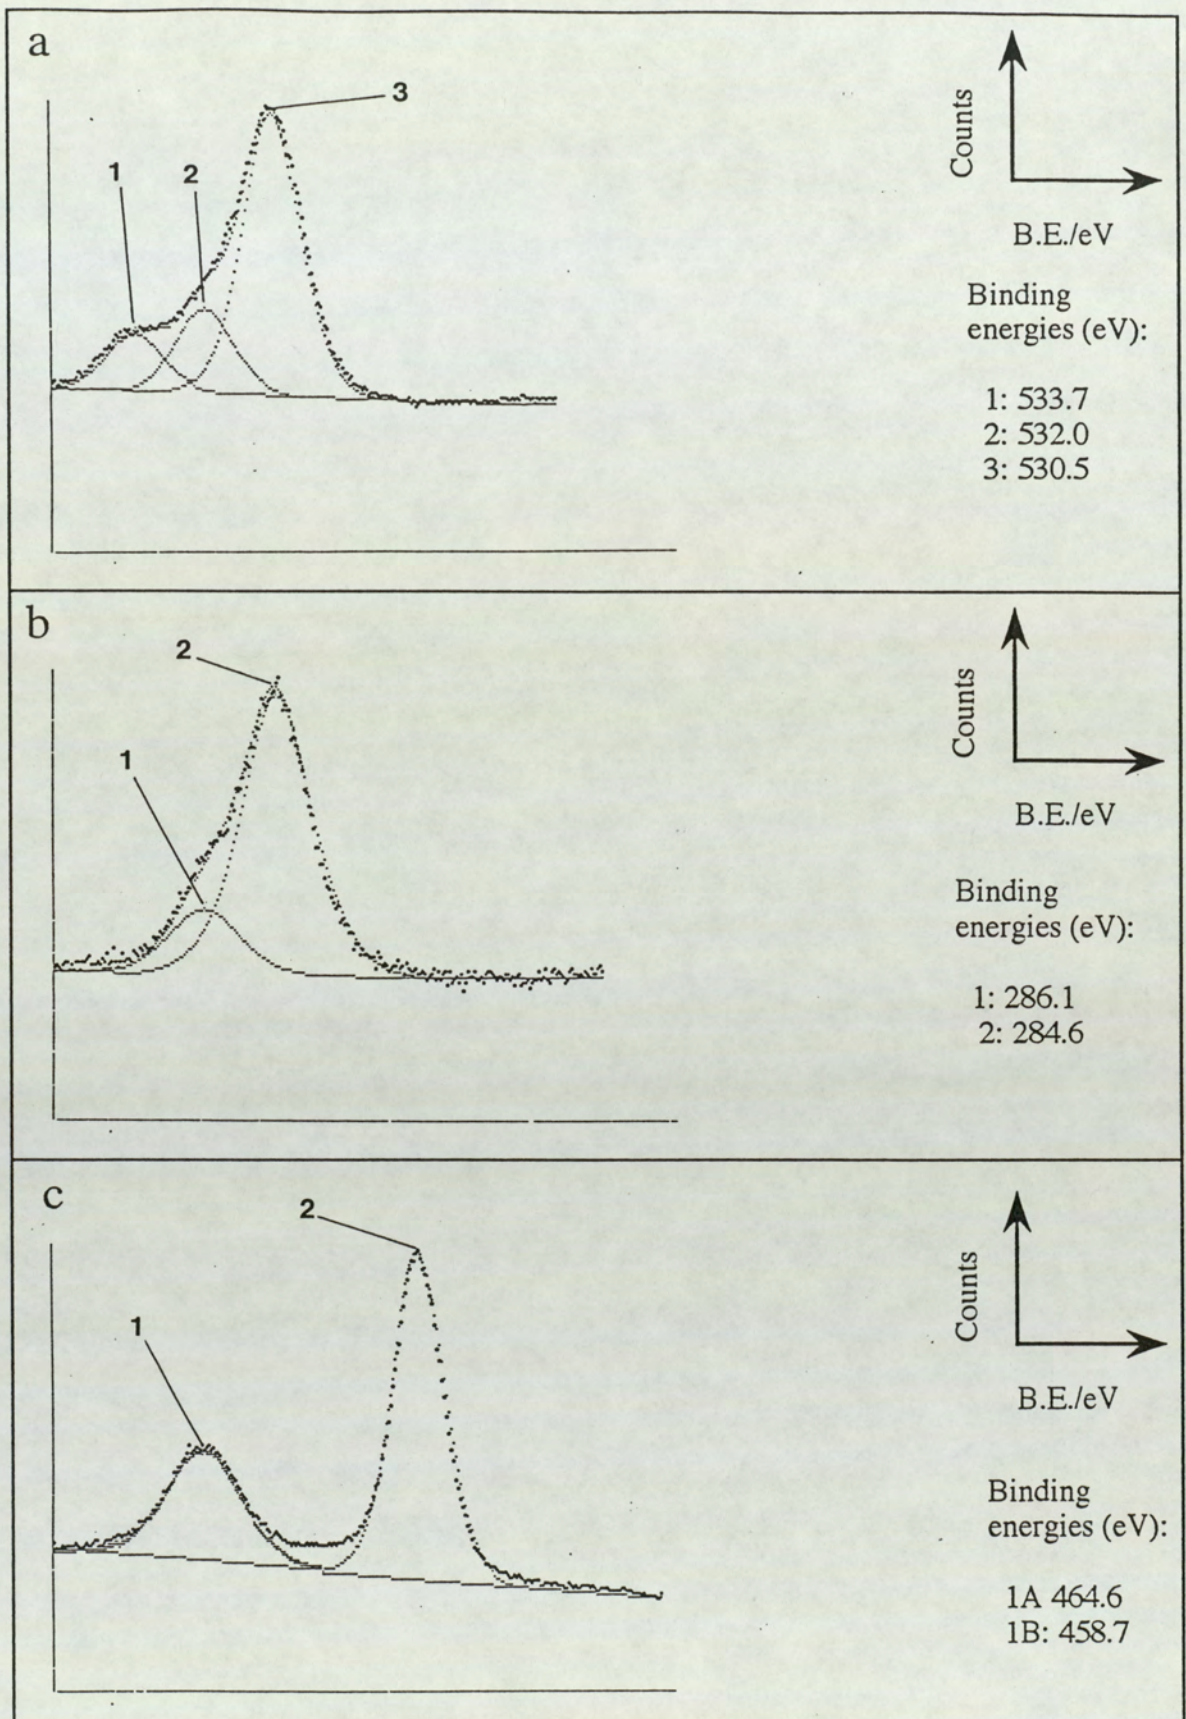 a
3
1
2
Counts
B.E./eV
Binding
energies (eV):
1: 533.7
2: 532.0
3: 530.5
b
2
1
Counts
B.E./eV
Binding
energies (eV):
1: 286.1
2: 284.6
c
2
1
Counts
B.E./eV
Binding
energies (eV):
1A 464.6
1B: 458.7